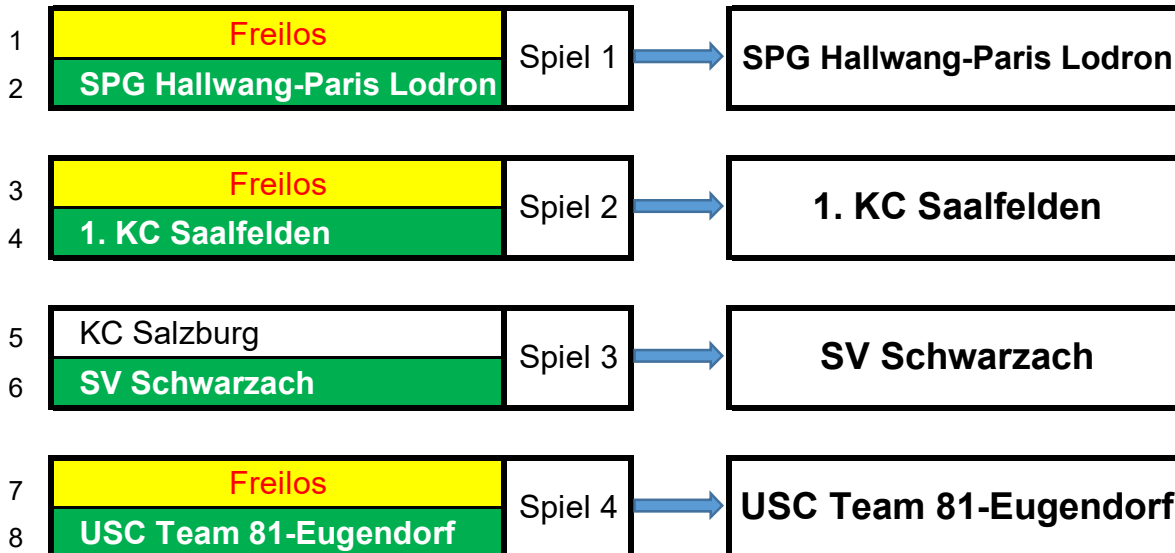 1
Freilos
Spiel 1
SPG Hallwang-Paris Lodron
2
SPG Hallwang-Paris Lodron
3
Freilos
Spiel 2
1. KC Saalfelden
4
1. KC Saalfelden
5
KC Salzburg
Spiel 3
SV Schwarzach
6
SV Schwarzach
7
Freilos
Spiel 4
USC Team 81-Eugendorf
8
USC Team 81-Eugendorf